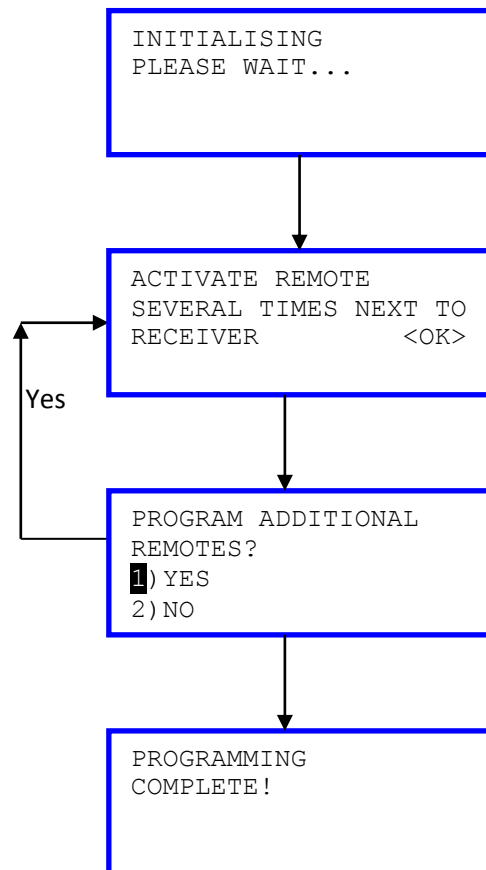 INITIALISING
PLEASE WAIT...
ACTIVATE REMOTE
SEVERAL TIMES NEXT TO
RECEIVER <OK>
Yes
PROGRAM ADDITIONAL
REMOTES?
1)YES
2)NO
PROGRAMMING
COMPLETE!